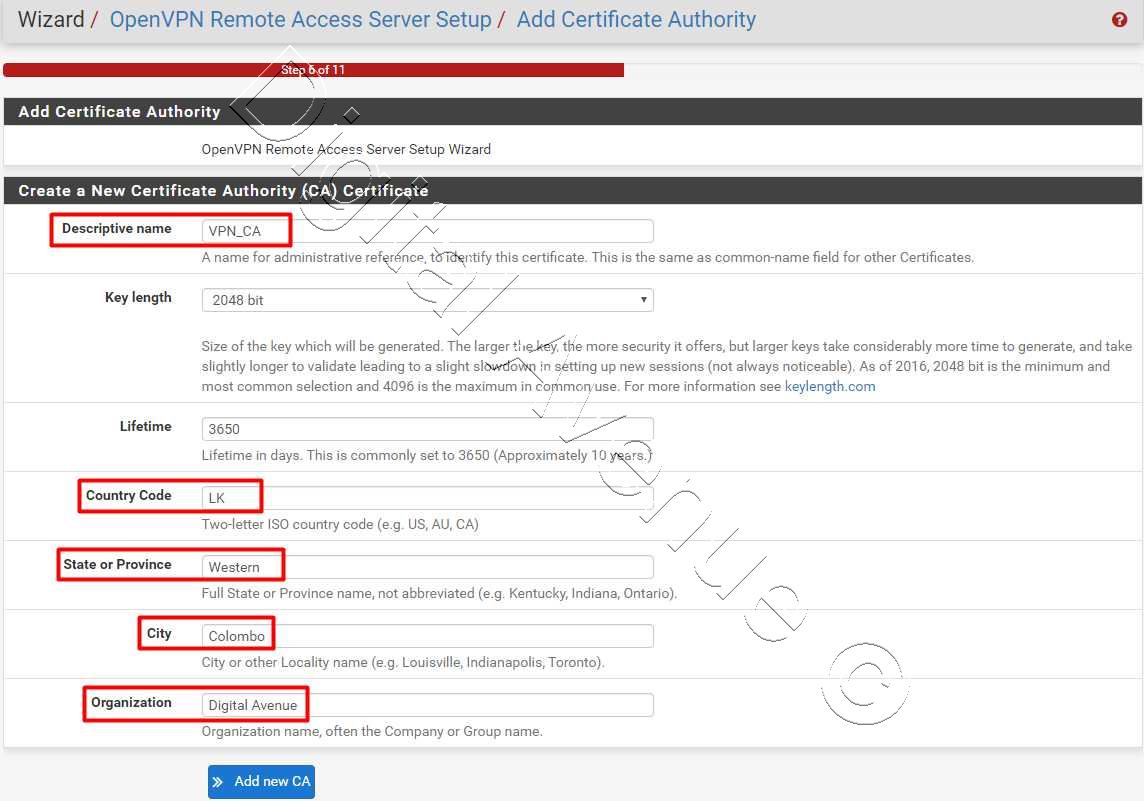 Wizard / OpenVPN Remote Access Server Setup / Add Certificate Authority
Step 6 of 11
Add Certificate Authority
OpenVPN Remote Access Server Setup Wizard
Create a New Certificate Authority (CA) Certificate
Descriptive name
VPN_CA
A name for administrative reference, to identify this certificate. This is the same as common-name field for other Certificates.
Key length
2048 bit
Size of the key which will be generated. The larger the key, the more security it offers, but larger keys take considerably more time to generate, and take
slightly longer to validate leading to a slight slowdown in setting up new sessions (not always noticeable). As of 2016, 2048 bit is the minimum and
most common selection and 4096 is the maximum in common use. For more information see keylength.com
Lifetime
3650
Lifetime in days. This is commonly set to 3650 (Approximately 10 years.)
Country Code
LK
Two-letter ISO country code (e.g. US, AU, CA)
State or Province
Western
Full State or Province name, not abbreviated (e.g. Kentucky, Indiana, Ontario).
City
Colombo
City or other Locality name (e.g. Louisville, Indianapolis, Toronto).
Organization
Digital Avenue
Organization name, often the Company or Group name.
» Add new CA
Digital Avenue ©